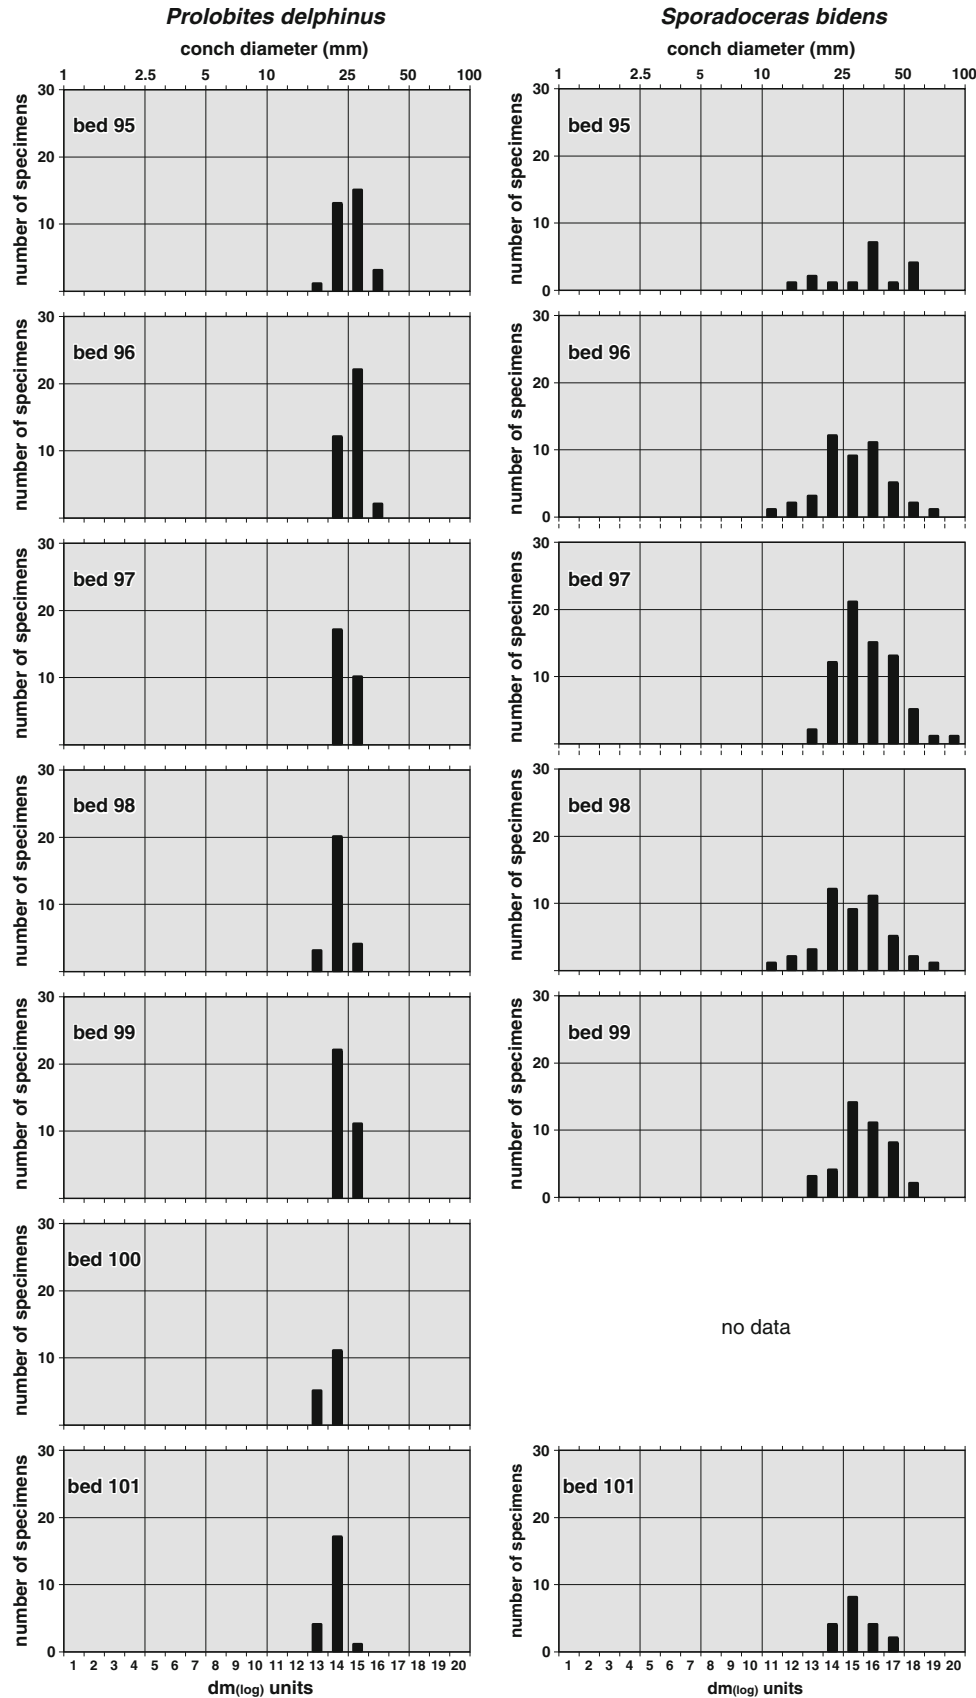 Prolobites delphinus
conch diameter (mm)
1 2.5 5 10 25 50 100
30
20
10
number of specimens
bed 95
30
20
10
number of specimens
bed 96
30
20
10
number of specimens
bed 97
30
20
10
number of specimens
bed 98
30
20
10
number of specimens
bed 99
30
20
10
number of specimens
bed 100
30
20
10
0
number of specimens
bed 101
1 2 3 4 5 6 7 8 9 10 11 12 13 14 15 16 17 18 19 20
dm(log) units
Sporadoceras bidens
conch diameter (mm)
1 2.5 5 10 25 50 100
30
20
10
0
number of specimens
bed 95
30
20
10
0
number of specimens
bed 96
30
20
10
number of specimens
bed 97
30
20
10
0
number of specimens
bed 98
30
20
10
0
number of specimens
bed 99
no data
30
20
10
0
number of specimens
bed 101
1 2 3 4 5 6 7 8 9 10 11 12 13 14 15 16 17 18 19 20
dm(log) units